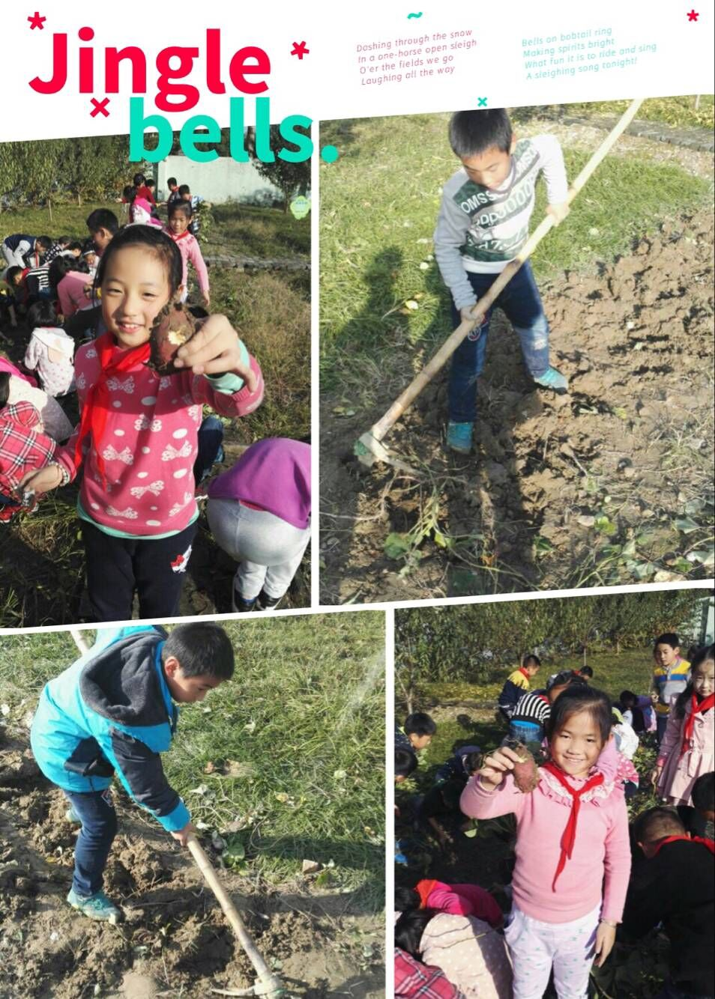 Jingle
bells.
Dashing through the snow
In a one-horse open sleigh
O'er the fields we go
Laughing all the way
Bells on bobtail ring
Making spirits bright
What fun it is to ride and sing
A sleighing song tonight!